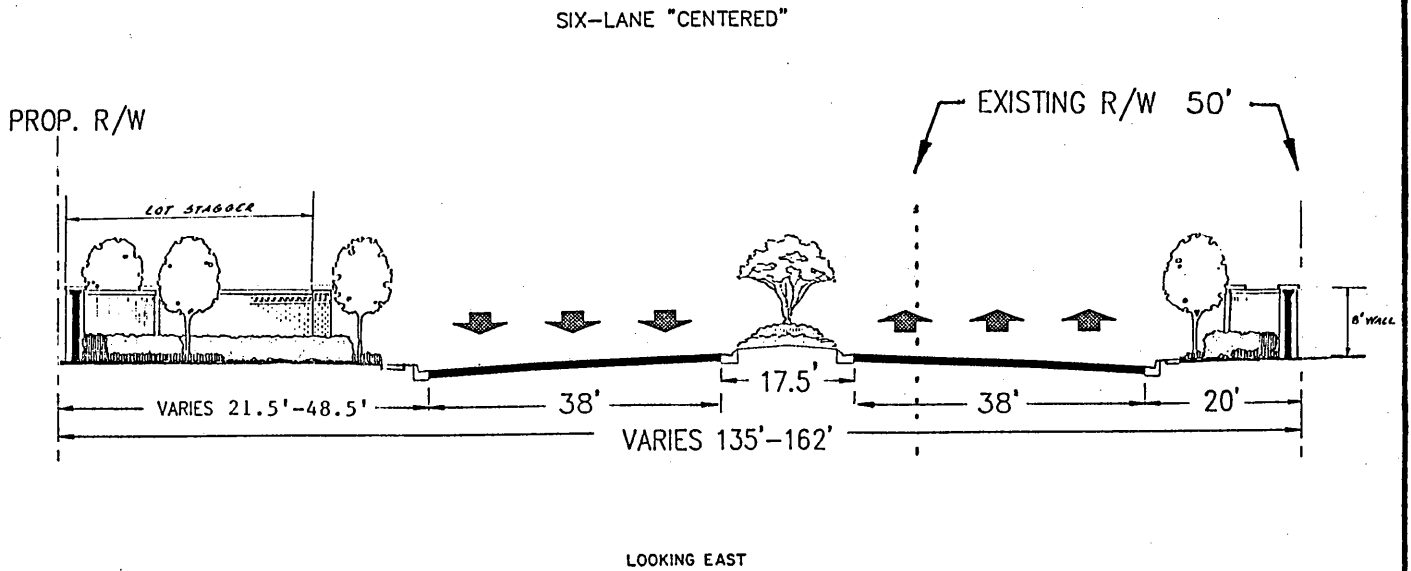 SIX-LANE "CENTERED"
EXISTING R/W 50'
PROP. R/W
LOT STAGGER
8' WALL
17.5'
VARIES 21.5'-48.5'
38'
38'
20'
VARIES 135'-162'
LOOKING EAST